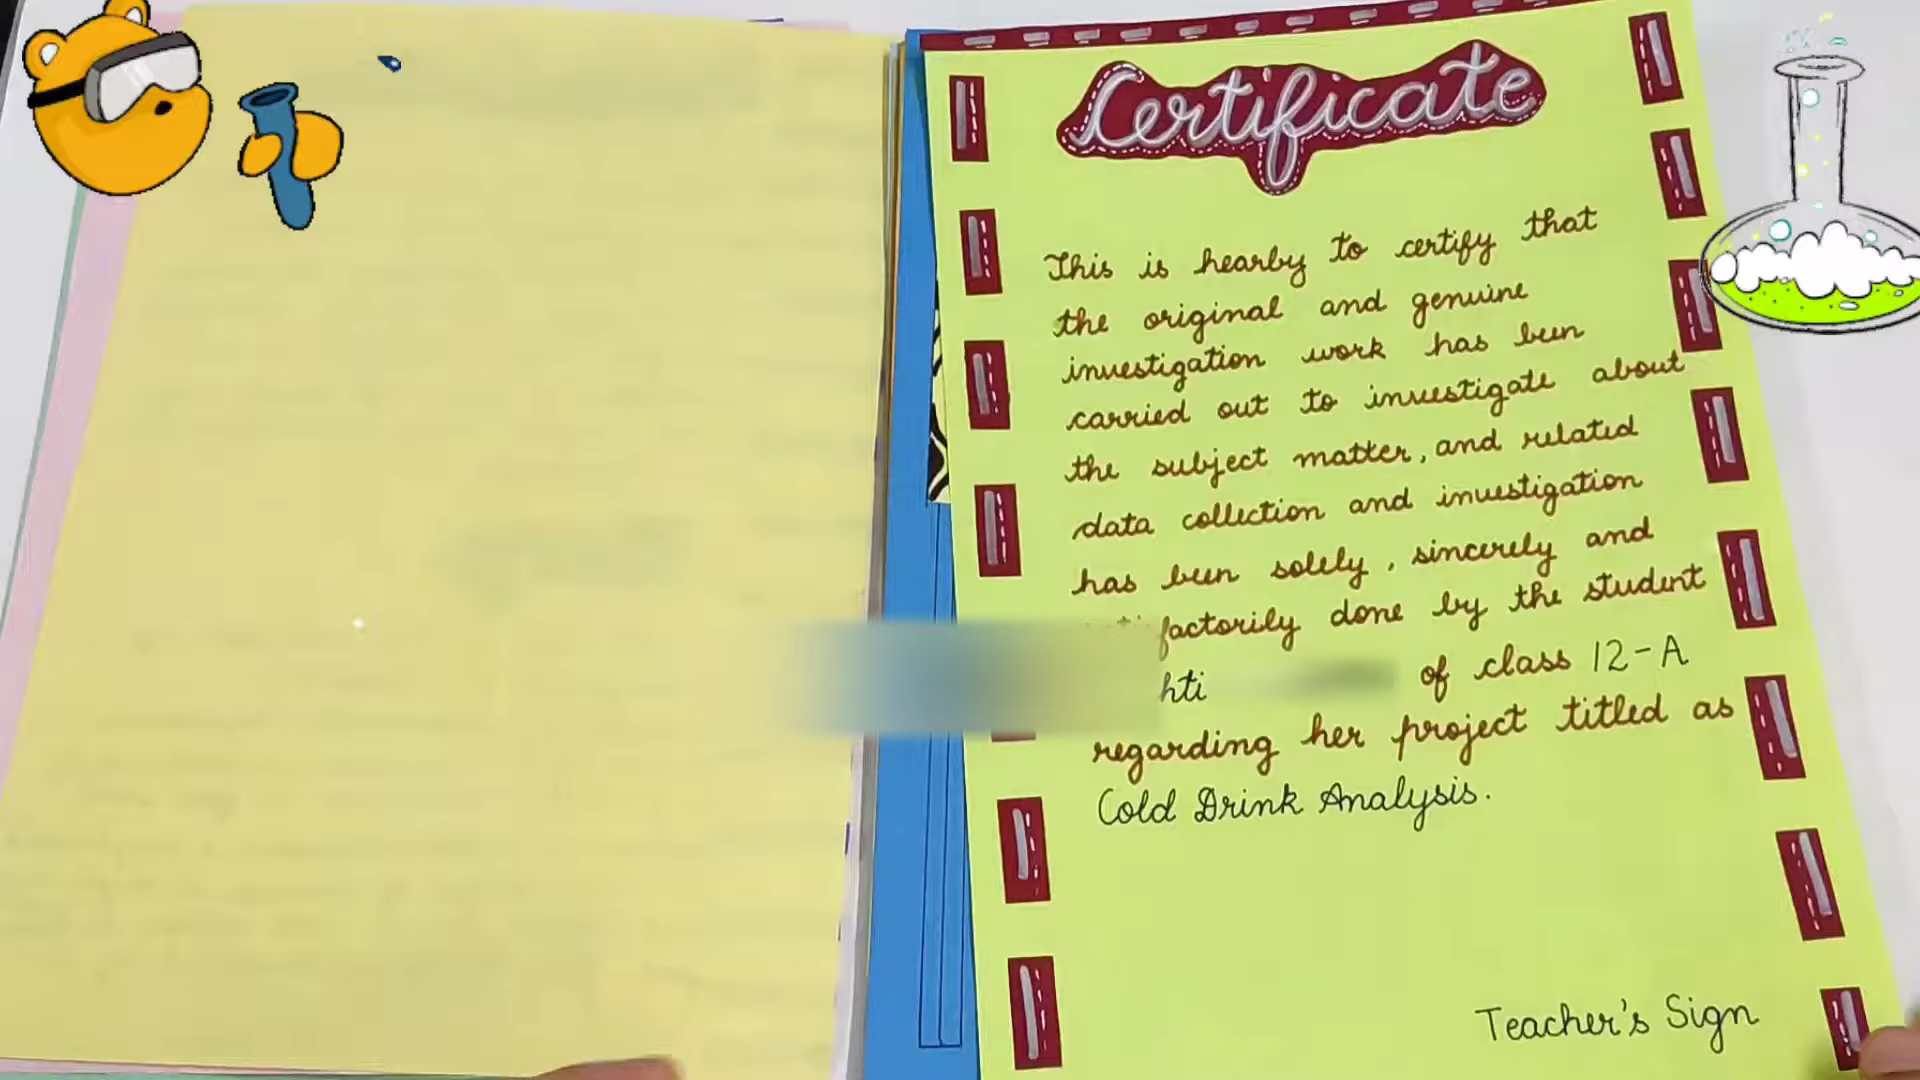 Certificate
This is hearby to certify that
the original and genuine
investigation work has been
carried out to investigate about
the subject matter, and related
data collection and investigation
has been solely, sincerely and
factorily done by the student
hti of class 12-A
regarding her project titled as
Cold Drink Analysis.
Teacher's Sign